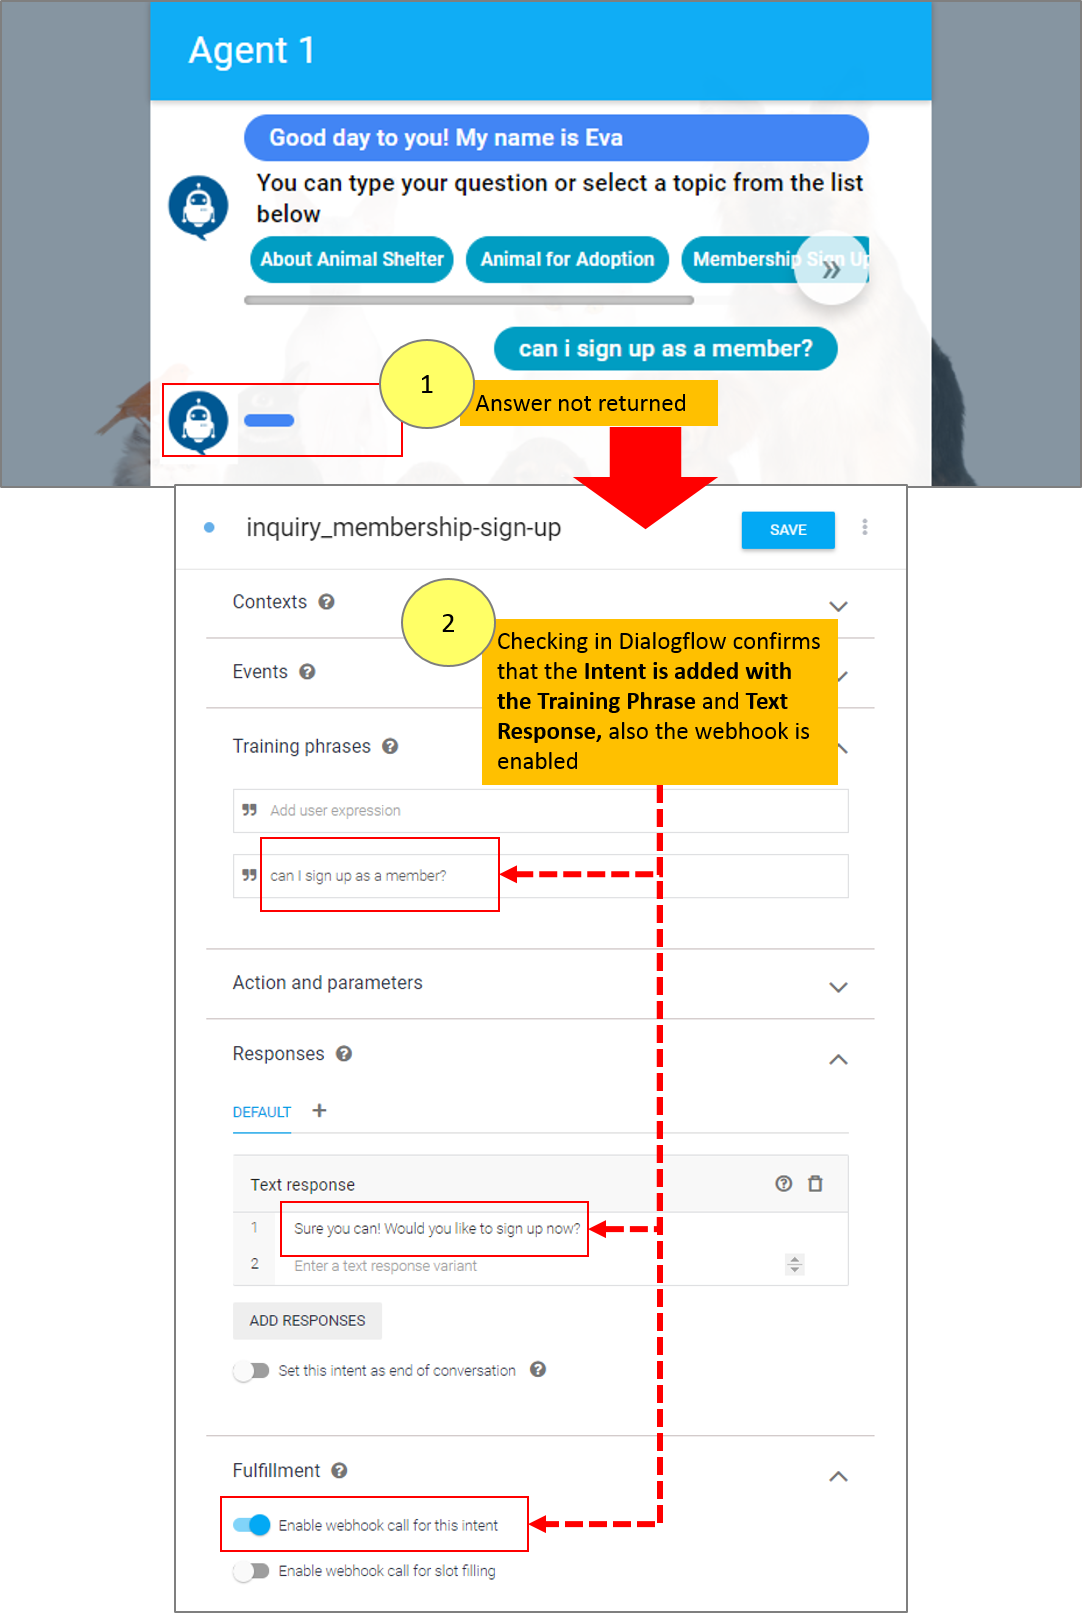 Agent 1
Good day to you! My name is Eva
You can type your question or select a topic from the list
below
About Animal Shelter
Animal for Adoption
Membership Sign Up
»
can i sign up as a member?
1
Answer not returned
inquiry_membership-sign-up
SAVE
Contexts
2
Checking in Dialogflow confirms
that the Intent is added with
the Training Phrase and Text
Response, also the webhook is
enabled
Events
Training phrases
Add user expression
can I sign up as a member?
Action and parameters
Responses
DEFAULT +
Text response
1 Sure you can! Would you like to sign up now?
2 Enter a text response variant
ADD RESPONSES
Set this intent as end of conversation
Fulfillment
Enable webhook call for this intent
Enable webhook call for slot filling